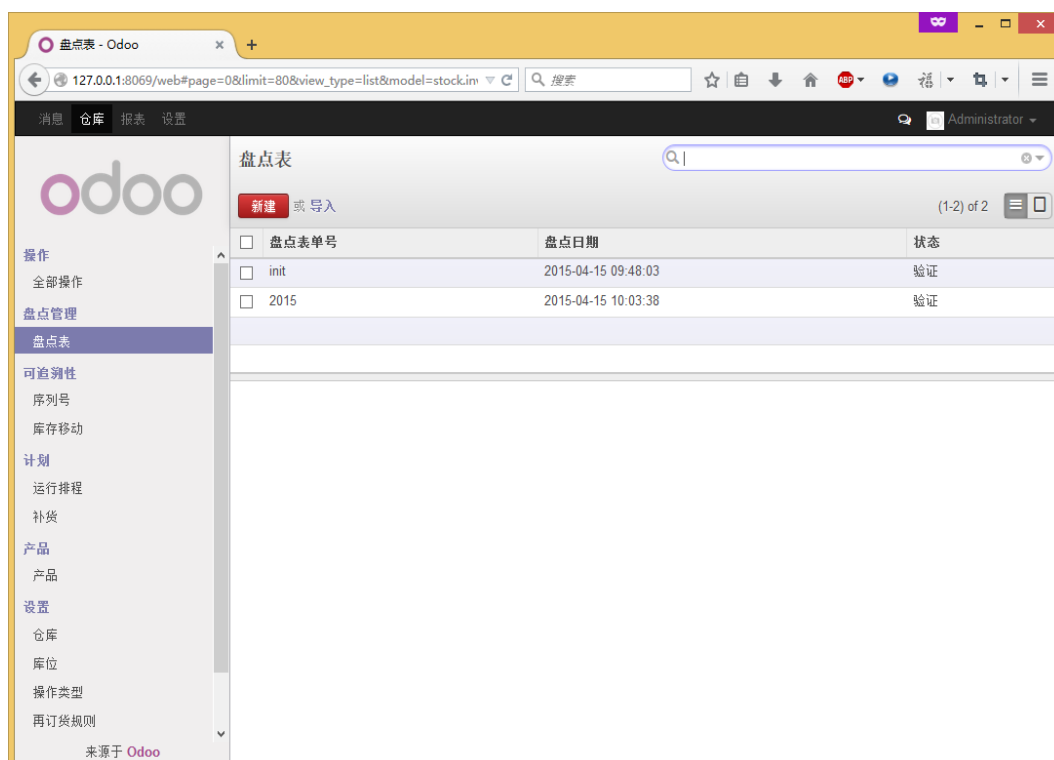 盘点表 - Odoo
127.0.0.1:8069/web#page=0&limit=80&view_type=list&model=stock.inv
搜索
ABP
福
消息 仓库 报表 设置
Administrator
odoo
盘点表
新建 或 导入
(1-2) of 2
盘点表单号 盘点日期 状态
init 2015-04-15 09:48:03 验证
2015 2015-04-15 10:03:38 验证
操作
全部操作
盘点管理
盘点表
可追溯性
序列号
库存移动
计划
运行排程
补货
产品
产品
设置
仓库
库位
操作类型
再订货规则
来源于 Odoo